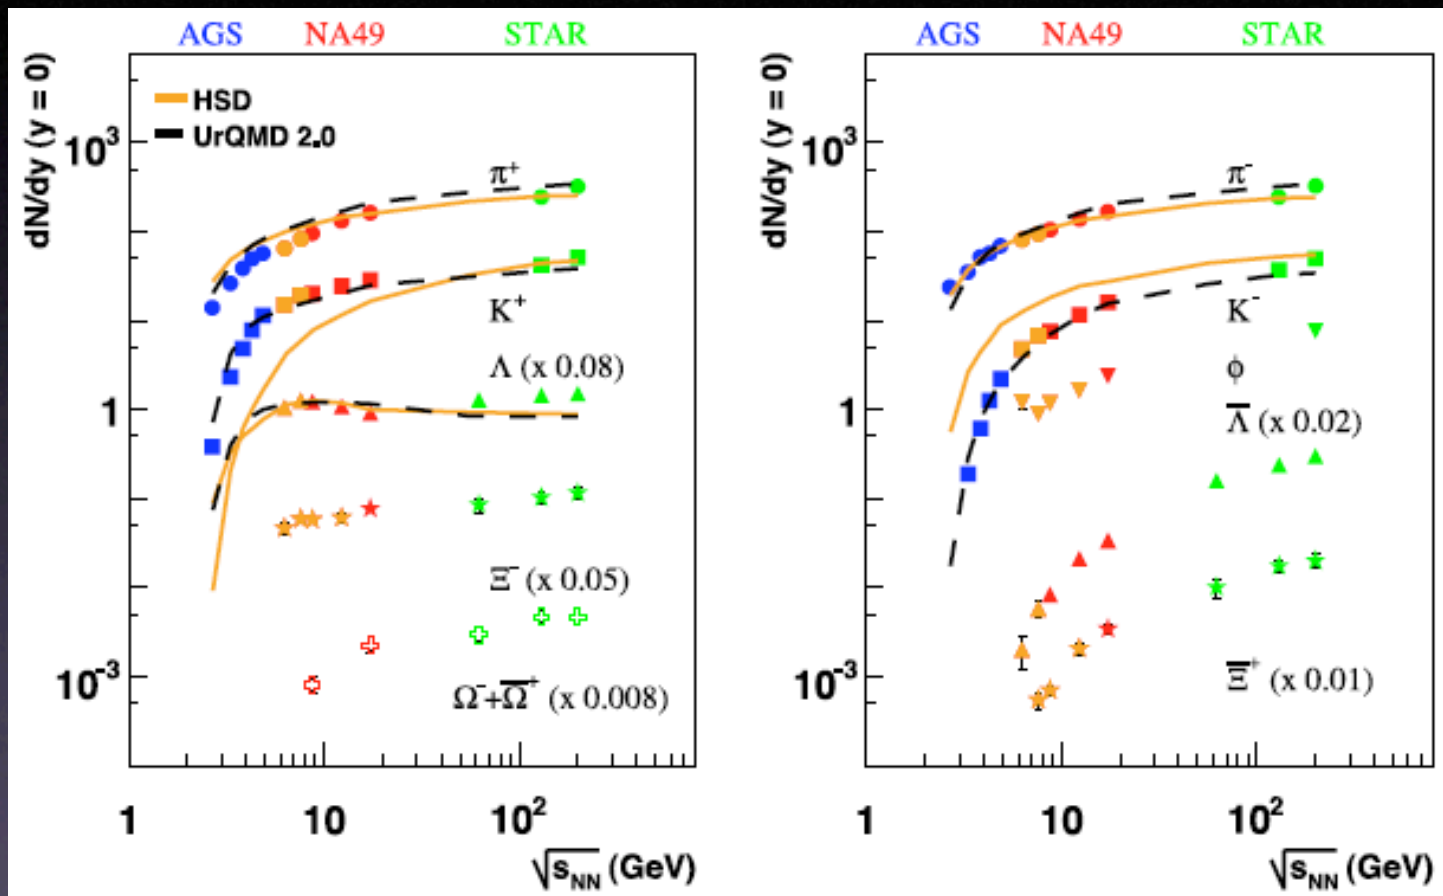 AGS NA49 STAR
dN/dy (y = 0)
HSD
UrQMD 2.0
10³
1
10⁻³
π⁺
K⁺
Λ (x 0.08)
Ξ⁻ (x 0.05)
Ω⁻+Ω̅⁺ (x 0.008)
1 10 10²
√s_NN (GeV)
AGS NA49 STAR
dN/dy (y = 0)
10³
1
10⁻³
π⁻
K⁻
ϕ
Λ̅ (x 0.02)
Ξ̅⁺ (x 0.01)
1 10 10²
√s_NN (GeV)